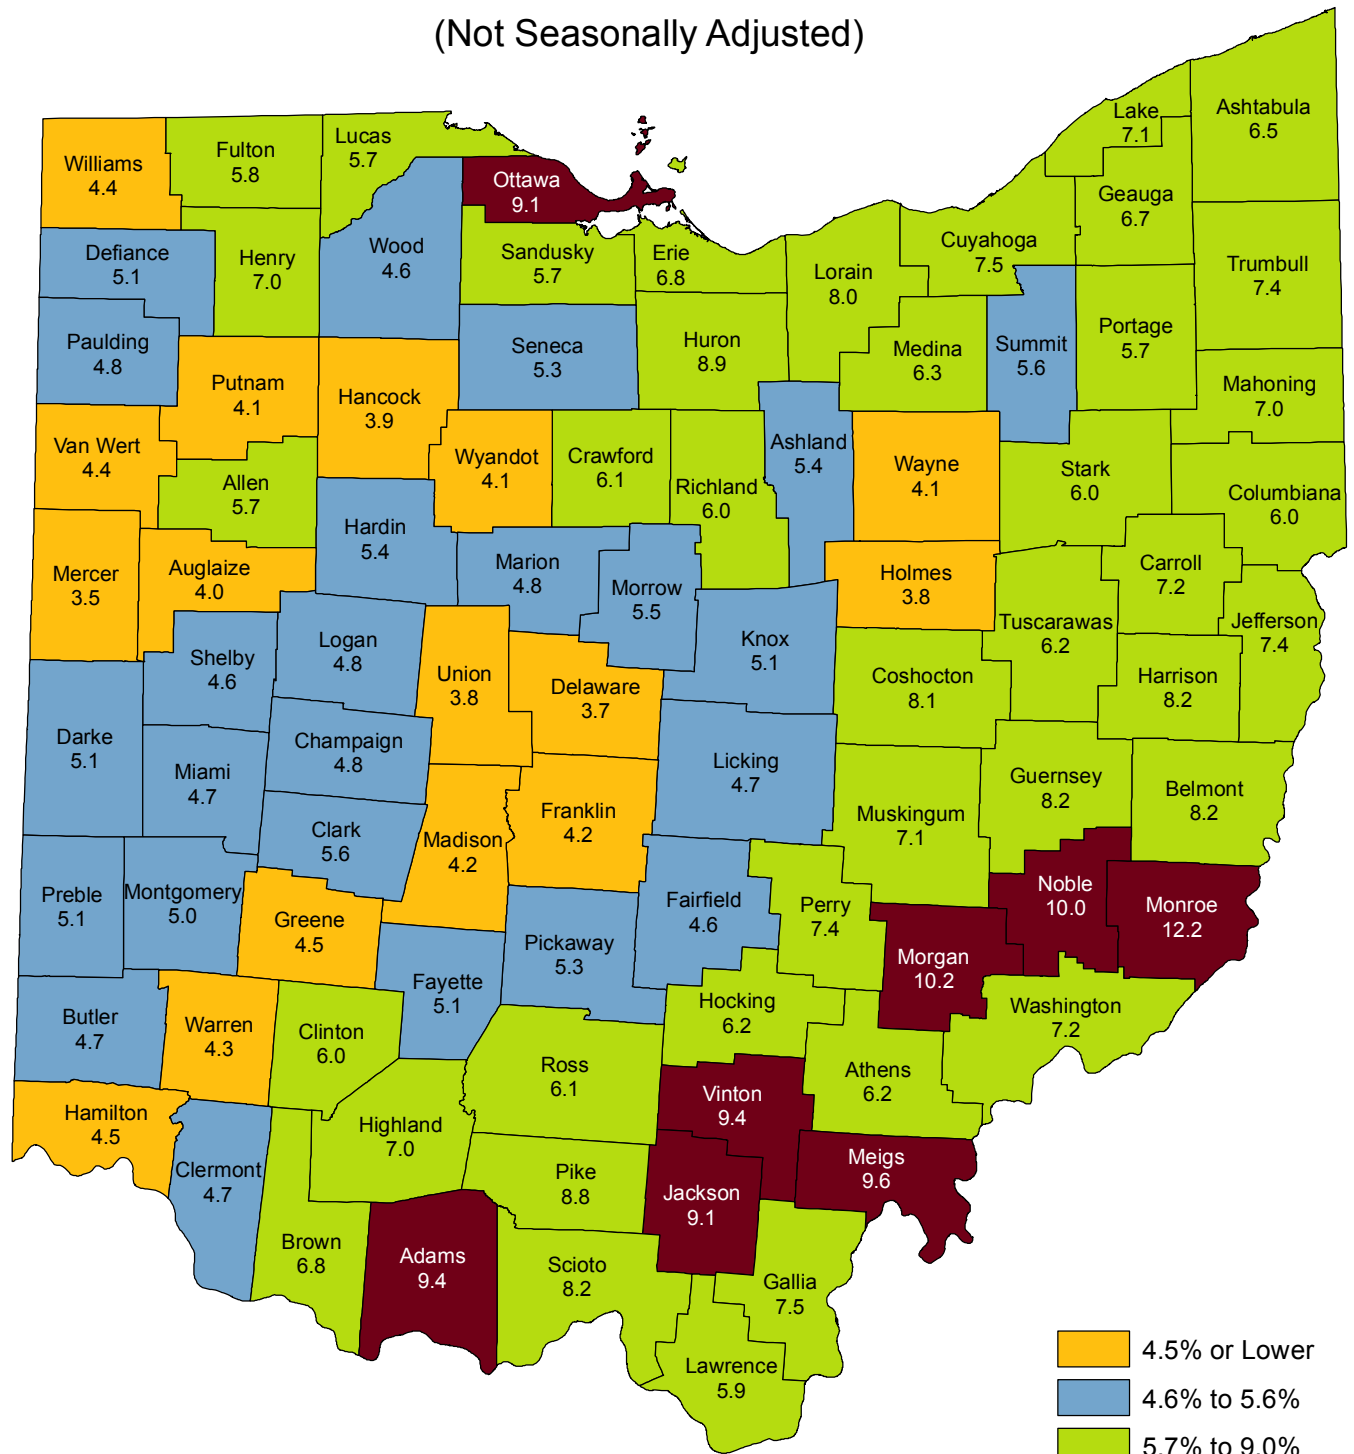 (Not Seasonally Adjusted)
Lake
7.1
Ashtabula
6.5
Williams
4.4
Fulton
5.8
Lucas
5.7
Ottawa
9.1
Geauga
6.7
Defiance
5.1
Henry
7.0
Wood
4.6
Sandusky
5.7
Erie
6.8
Lorain
8.0
Cuyahoga
7.5
Trumbull
7.4
Paulding
4.8
Putnam
4.1
Hancock
3.9
Seneca
5.3
Huron
8.9
Medina
6.3
Summit
5.6
Portage
5.7
Mahoning
7.0
Van Wert
4.4
Allen
5.7
Wyandot
4.1
Crawford
6.1
Richland
6.0
Ashland
5.4
Wayne
4.1
Stark
6.0
Columbiana
6.0
Mercer
3.5
Auglaize
4.0
Hardin
5.4
Marion
4.8
Morrow
5.5
Holmes
3.8
Carroll
7.2
Tuscarawas
6.2
Jefferson
7.4
Shelby
4.6
Logan
4.8
Union
3.8
Delaware
3.7
Knox
5.1
Coshocton
8.1
Harrison
8.2
Darke
5.1
Miami
4.7
Champaign
4.8
Licking
4.7
Guernsey
8.2
Belmont
8.2
Clark
5.6
Madison
4.2
Franklin
4.2
Muskingum
7.1
Preble
5.1
Montgomery
5.0
Greene
4.5
Fairfield
4.6
Perry
7.4
Noble
10.0
Monroe
12.2
Pickaway
5.3
Morgan
10.2
Fayette
5.1
Butler
4.7
Warren
4.3
Clinton
6.0
Hocking
6.2
Washington
7.2
Ross
6.1
Athens
6.2
Vinton
9.4
Hamilton
4.5
Highland
7.0
Clermont
4.7
Pike
8.8
Jackson
9.1
Meigs
9.6
Brown
6.8
Adams
9.4
Scioto
8.2
Gallia
7.5
Lawrence
5.9
4.5% or Lower
4.6% to 5.6%
5.7% to 9.0%